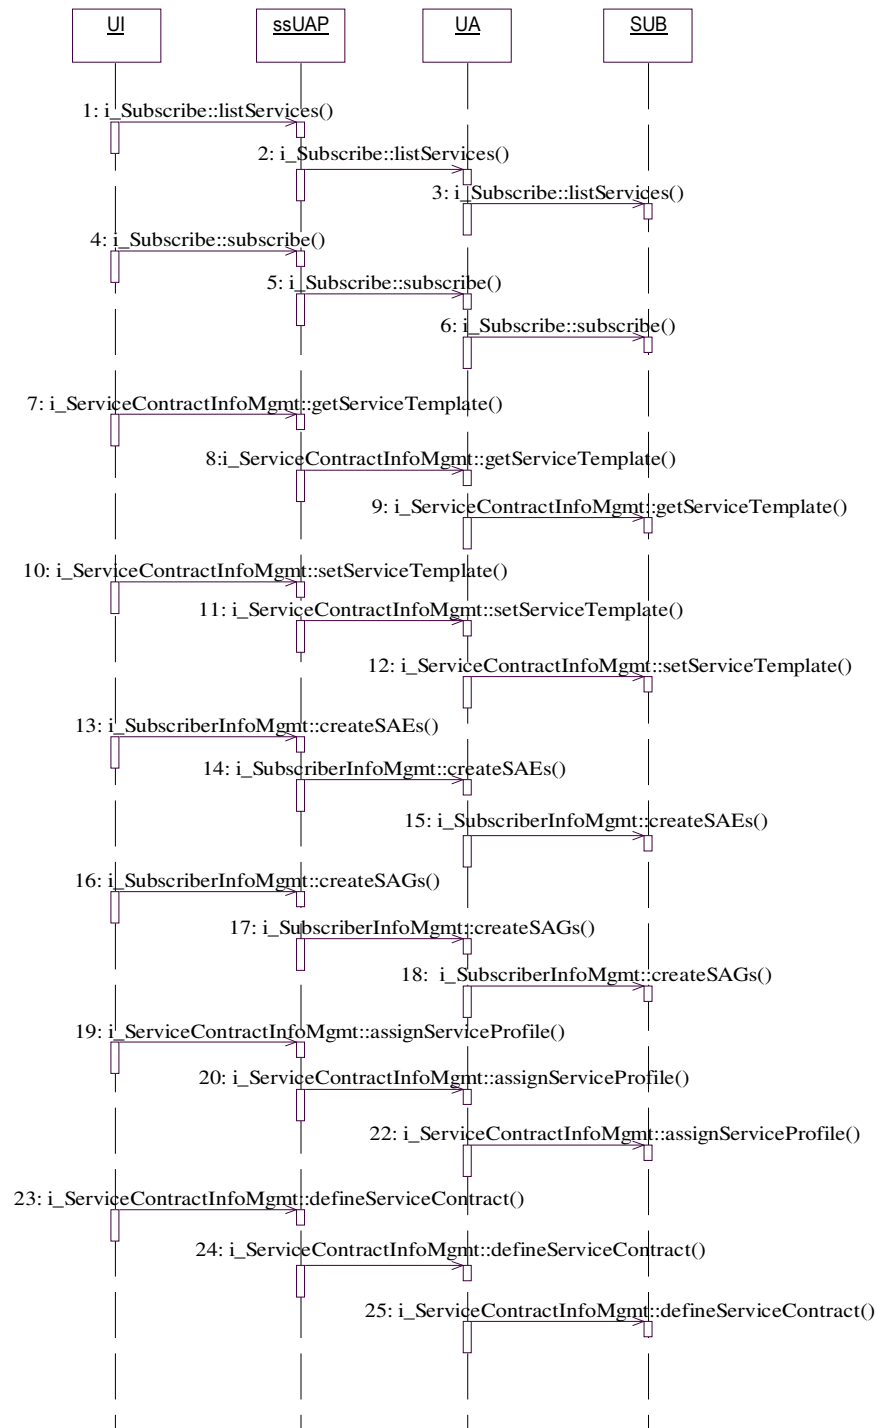 UI ssUAP UA SUB
1: i_Subscribe::listServices()
2: i_Subscribe::listServices()
3: i_Subscribe::listServices()
4: i_Subscribe::subscribe()
5: i_Subscribe::subscribe()
6: i_Subscribe::subscribe()
7: i_ServiceContractInfoMgmt::getServiceTemplate()
8:i_ServiceContractInfoMgmt::getServiceTemplate()
9: i_ServiceContractInfoMgmt::getServiceTemplate()
10: i_ServiceContractInfoMgmt::setServiceTemplate()
11: i_ServiceContractInfoMgmt::setServiceTemplate()
12: i_ServiceContractInfoMgmt::setServiceTemplate()
13: i_SubscriberInfoMgmt::createSAEs()
14: i_SubscriberInfoMgmt::createSAEs()
15: i_SubscriberInfoMgmt::createSAEs()
16: i_SubscriberInfoMgmt::createSAGs()
17: i_SubscriberInfoMgmt::createSAGs()
18: i_SubscriberInfoMgmt::createSAGs()
19: i_ServiceContractInfoMgmt::assignServiceProfile()
20: i_ServiceContractInfoMgmt::assignServiceProfile()
22: i_ServiceContractInfoMgmt::assignServiceProfile()
23: i_ServiceContractInfoMgmt::defineServiceContract()
24: i_ServiceContractInfoMgmt::defineServiceContract()
25: i_ServiceContractInfoMgmt::defineServiceContract()